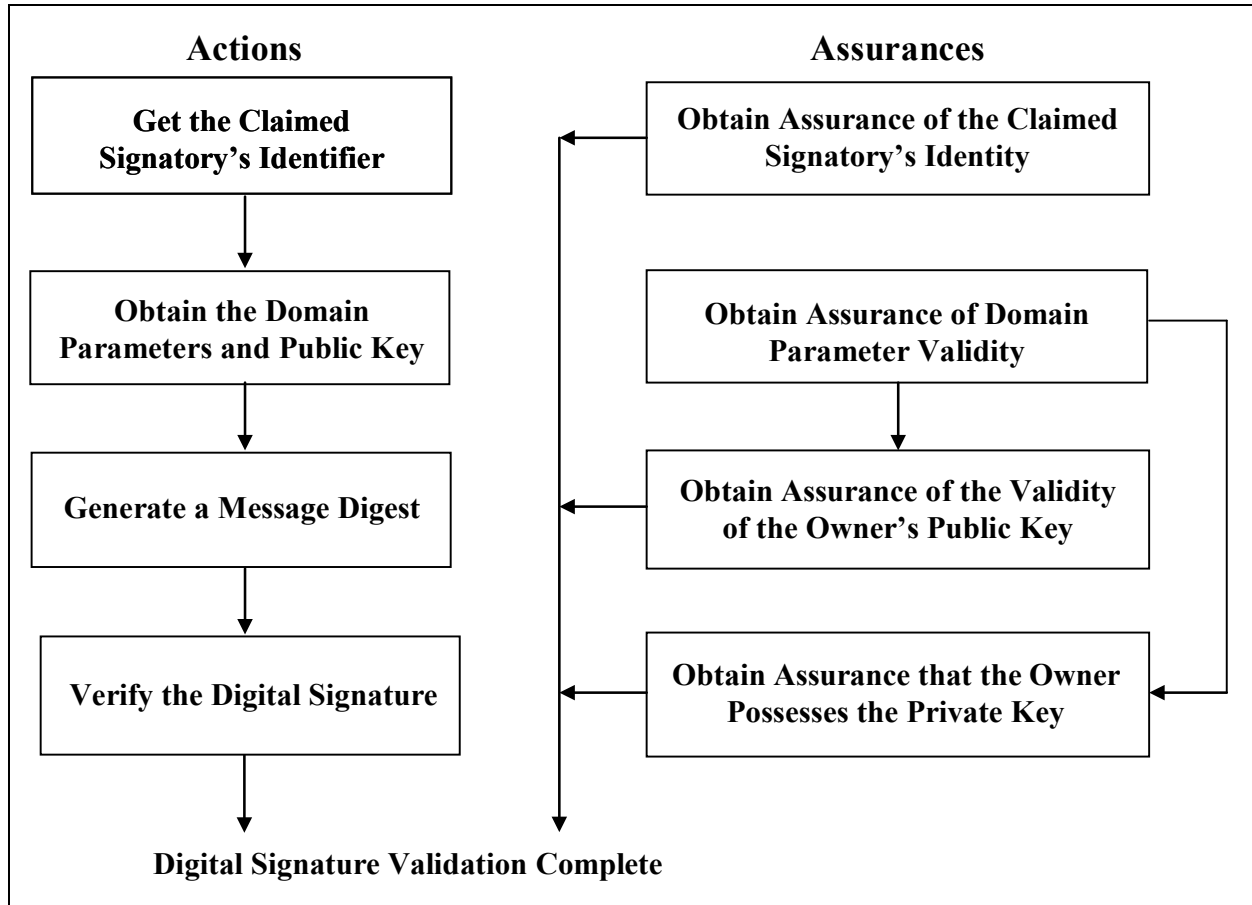 Actions
Get the Claimed
Signatory’s Identifier
Obtain the Domain
Parameters and Public Key
Generate a Message Digest
Verify the Digital Signature
Assurances
Obtain Assurance of the Claimed
Signatory’s Identity
Obtain Assurance of Domain
Parameter Validity
Obtain Assurance of the Validity
of the Owner’s Public Key
Obtain Assurance that the Owner
Possesses the Private Key
Digital Signature Validation Complete